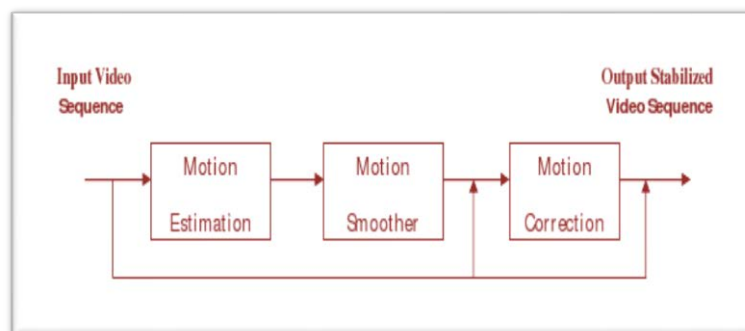 Input Video
Sequence
Output Stabilized
Video Sequence
Motion
Estimation
Motion
Smoother
Motion
Correction